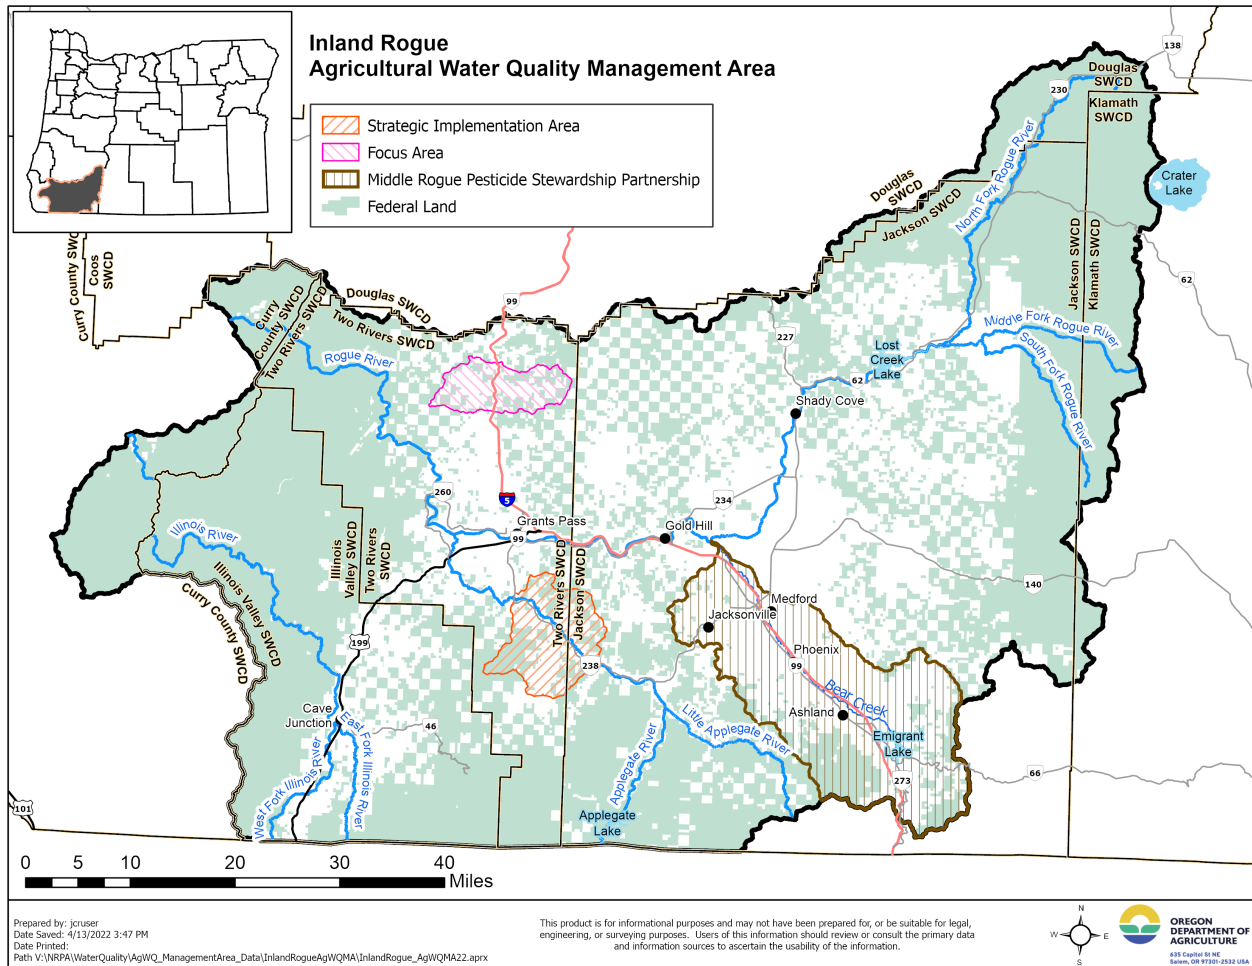 Inland Rogue
Agricultural Water Quality Management Area
Strategic Implementation Area
Focus Area
Middle Rogue Pesticide Stewardship Partnership
Federal Land
138
Douglas
SWCD
230
Klamath
SWCD
North Fork Rogue River
Crater
Lake
Douglas
SWCD
Jackson SWCD
Jackson SWCD
Klamath SWCD
62
Curry County SWC
Coos
SWCD
99
Douglas SWCD
Two Rivers SWCD
Curry
County SWCD
Two Rivers SWCD
Rogue River
227
Lost
Creek
Lake
Middle Fork Rogue River
South Fork Rogue River
62
Shady Cove
260
5
234
Grants Pass
99
Gold Hill
Illinois River
Illinois
Valley SWCD
Two Rivers
SWCD
Two Rivers SWCD
Jackson SWCD
140
Illinois Valley SWCD
Curry County SWCD
Medford
Jacksonville
199
238
Phoenix
99
Bear Creek
Cave
Junction
46
Ashland
Emigrant
Lake
East Fork Illinois River
West Fork Illinois River
Applegate River
Little Applegate River
66
273
101
Applegate
Lake
0 5 10 20 30 40
Miles
Prepared by: jcruser
Date Saved: 4/13/2022 3:47 PM
Date Printed:
Path V:\NRPA\WaterQuality\AgWQ_ManagementArea_Data\InlandRogueAgWQMA\InlandRogue_AgWQMA22.aprx
This product is for informational purposes and may not have been prepared for, or be suitable for legal,
engineering, or surveying purposes. Users of this information should review or consult the primary data
and information sources to ascertain the usability of the information.
N
W E
S
OREGON
DEPARTMENT OF
AGRICULTURE
635 Capitol St NE
Salem, OR 97301-2532 USA